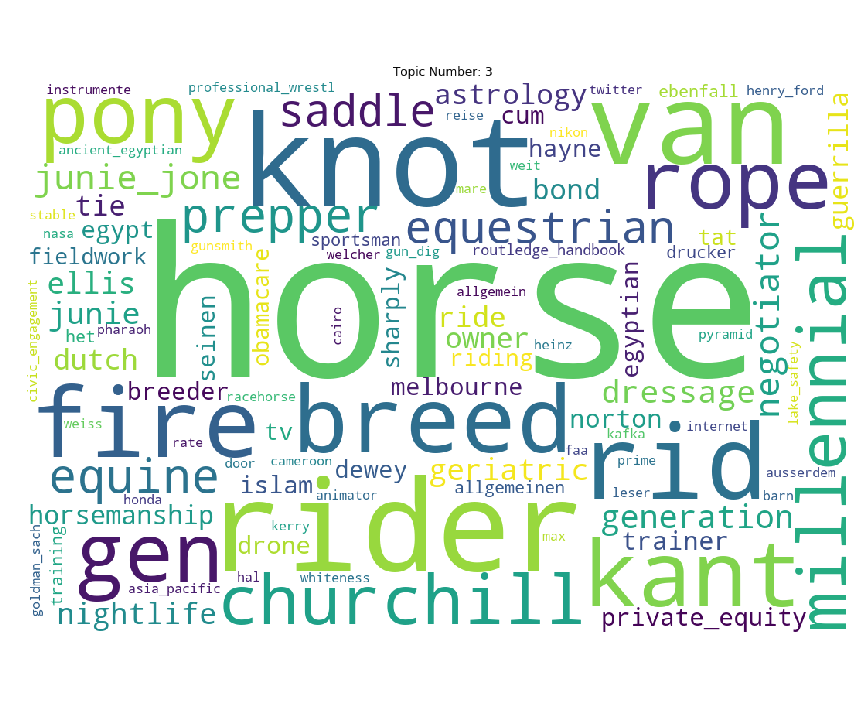 Topic Number: 3
instrumente
professional_wrestl
astrology
twitter
ebenfall
henry_ford
pony
knot
saddle
reise
cum
van
guerrilla
nikon
hayne
ancient_egyptian
weit
rope
junie_jone
mare
bond
tie
prepper
stable
nasa
egypt
equestrian
tat
negotiator
millennial
gunsmith
sportsman
welcher
gun_dig
routledge_handbook
drucker
fieldwork
obamacare
horse
allgemein
egyptian
ellis
seinen
sharply
junie
pharaoh
het
cairo
ride
owner
heinz
pyramid
civic_engagement
dutch
riding
lake_safety
breeder
racehorse
melbourne
dressage
fire
breed
norton
weiss
tv
rate
kafka
internet
rid
faa
equine
door
cameroon
dewey
geriatric
prime
ausserdem
islam
animator
allgemeinen
leser
barn
honda
horsemanship
kerry
rider
generation
goldman_sach
training
gen
drone
max
trainer
kant
hal
whiteness
asia_pacific
churchill
nightlife
private_equity